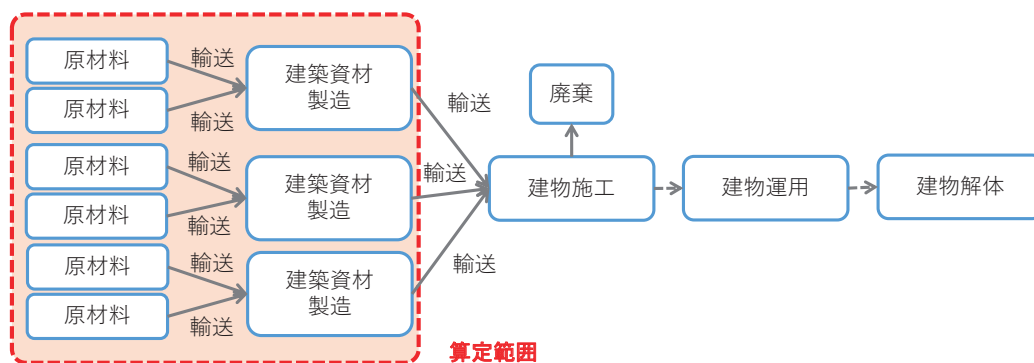 原材料
輸送
建築資材
製造
原材料
輸送
輸送
廃棄
原材料
輸送
建築資材
製造
原材料
輸送
輸送
建物施工
建物運用
建物解体
原材料
輸送
建築資材
製造
原材料
輸送
輸送
算定範囲